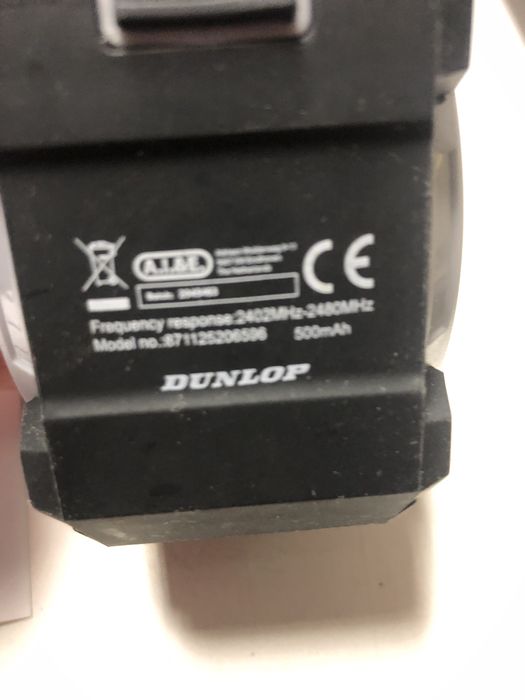 A.I.&E.
Frequency response:2402MHz-2480MHz
Model no.:871125206596 500mAh
DUNLOP
CE